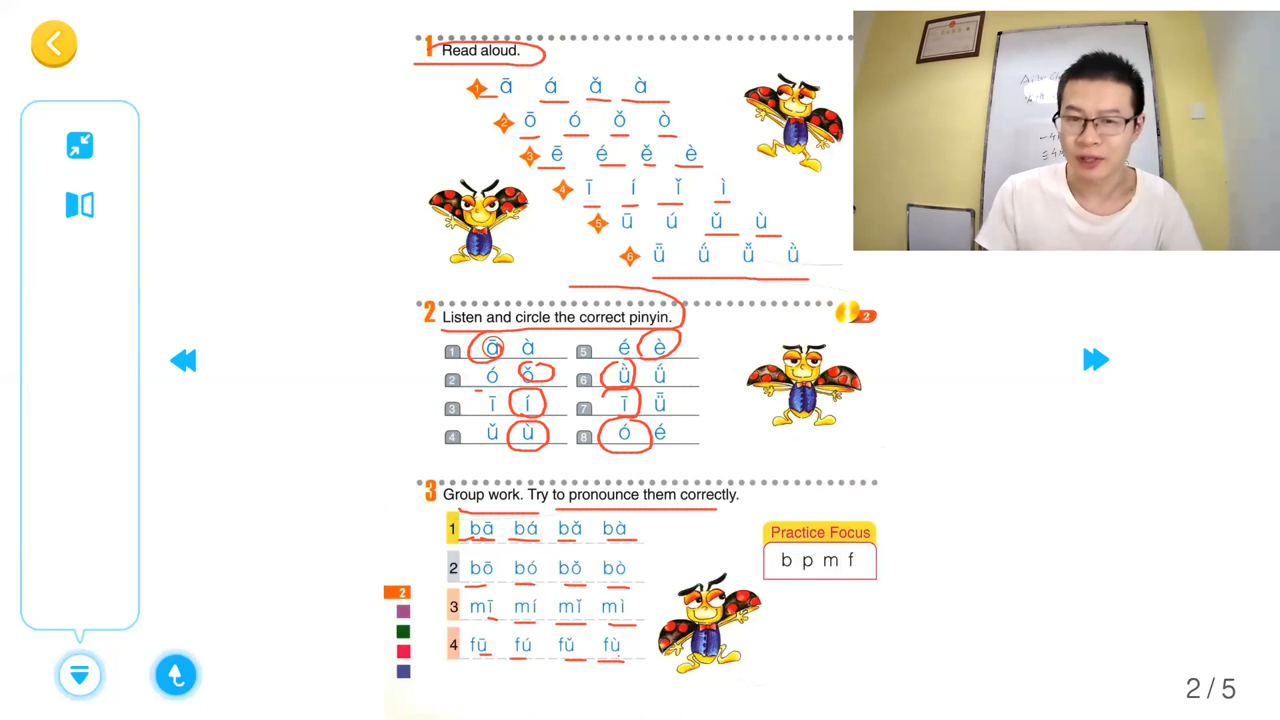 1 Read aloud.
1 ā á ǎ à
2 ō ó ǒ ò
3 ē é ě è
4 ī í ǐ ì
5 ū ú ǔ ù
6 ǖ ǘ ǚ ǜ
2 Listen and circle the correct pinyin.
2
1 ā à 5 é è
2 ó ǒ 6 ǜ ǘ
3 ī í 7 ī ǖ
4 ǔ ù 8 ó é
3 Group work. Try to pronounce them correctly.
1 bā bá bǎ bà
2 bō bó bǒ bò
3 mī mí mǐ mì
4 fū fú fǔ fù
Practice Focus
b p m f
2
2 / 5